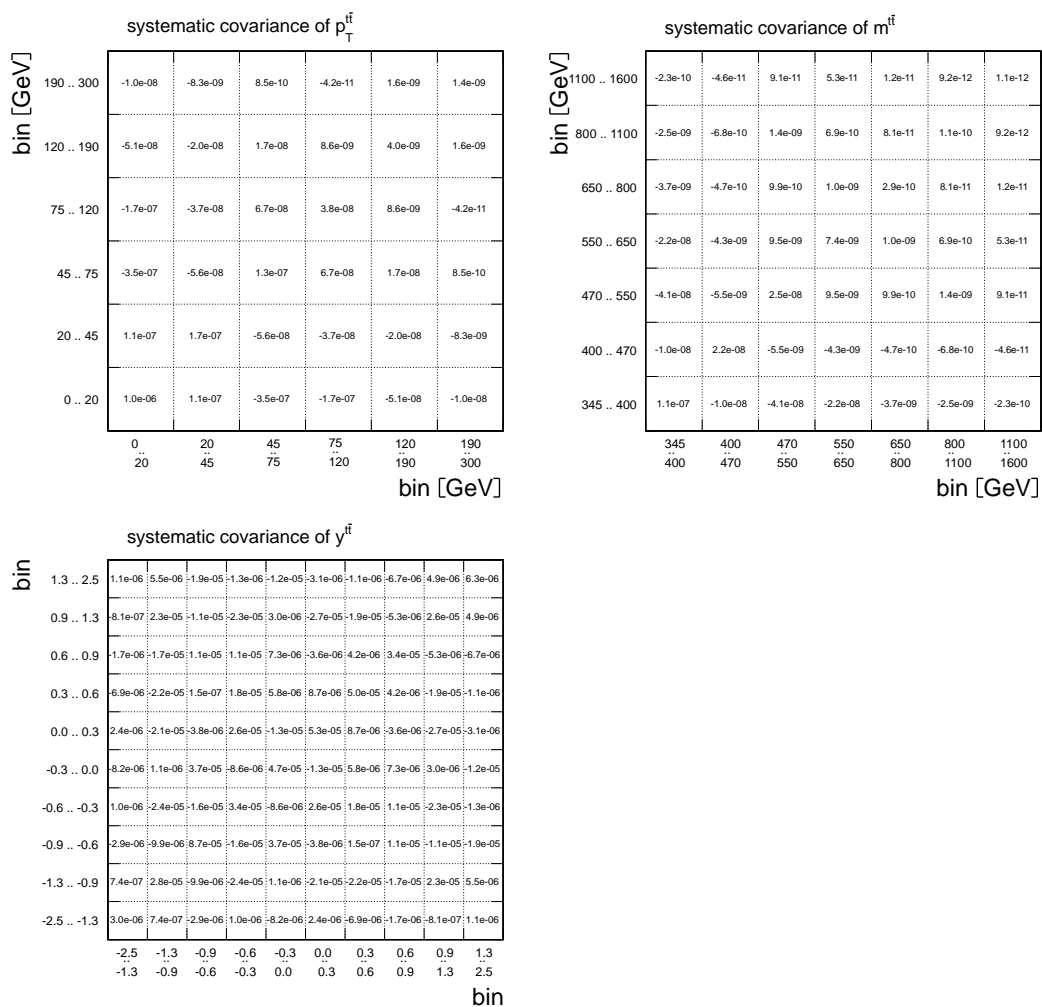 systematic covariance of p_T^{tt̄}
bin [GeV]
190 .. 300 -1.0e-08 -8.3e-09 8.5e-10 -4.2e-11 1.6e-09 1.4e-09
120 .. 190 -5.1e-08 -2.0e-08 1.7e-08 8.6e-09 4.0e-09 1.6e-09
75 .. 120 -1.7e-07 -3.7e-08 6.7e-08 3.8e-08 8.6e-09 -4.2e-11
45 .. 75 -3.5e-07 -5.6e-08 1.3e-07 6.7e-08 1.7e-08 8.5e-10
20 .. 45 1.1e-07 1.7e-07 -5.6e-08 -3.7e-08 -2.0e-08 -8.3e-09
0 .. 20 1.0e-06 1.1e-07 -3.5e-07 -1.7e-07 -5.1e-08 -1.0e-08
0 20 45 75 120 190
.. .. .. .. .. ..
20 45 75 120 190 300
bin [GeV]
systematic covariance of m^{tt̄}
bin [GeV]
1100 .. 1600 -2.3e-10 -4.6e-11 9.1e-11 5.3e-11 1.2e-11 9.2e-12 1.1e-12
800 .. 1100 -2.5e-09 -6.8e-10 1.4e-09 6.9e-10 8.1e-11 1.1e-10 9.2e-12
650 .. 800 -3.7e-09 -4.7e-10 9.9e-10 1.0e-09 2.9e-10 8.1e-11 1.2e-11
550 .. 650 -2.2e-08 -4.3e-09 9.5e-09 7.4e-09 1.0e-09 6.9e-10 5.3e-11
470 .. 550 -4.1e-08 -5.5e-09 2.5e-08 9.5e-09 9.9e-10 1.4e-09 9.1e-11
400 .. 470 -1.0e-08 2.2e-08 -5.5e-09 -4.3e-09 -4.7e-10 -6.8e-10 -4.6e-11
345 .. 400 1.1e-07 -1.0e-08 -4.1e-08 -2.2e-08 -3.7e-09 -2.5e-09 -2.3e-10
345 400 470 550 650 800 1100
.. .. .. .. .. .. ..
400 470 550 650 800 1100 1600
bin [GeV]
systematic covariance of y^{tt̄}
bin
1.3 .. 2.5 1.1e-06 5.5e-06 -1.9e-05 -1.3e-06 -1.2e-05 -3.1e-06 -1.1e-06 -6.7e-06 4.9e-06 6.3e-06
0.9 .. 1.3 -8.1e-07 2.3e-05 -1.1e-05 -2.3e-05 3.0e-06 -2.7e-05 -1.9e-05 -5.3e-06 2.6e-05 4.9e-06
0.6 .. 0.9 -1.7e-06 -1.7e-05 1.1e-05 1.1e-05 7.3e-06 -3.6e-06 4.2e-06 3.4e-05 -5.3e-06 -6.7e-06
0.3 .. 0.6 -6.9e-06 -2.2e-05 1.5e-07 1.8e-05 5.8e-06 8.7e-06 5.0e-05 4.2e-06 -1.9e-05 -1.1e-06
0.0 .. 0.3 2.4e-06 -2.1e-05 -3.8e-06 2.6e-05 -1.3e-05 5.3e-05 8.7e-06 -3.6e-06 -2.7e-05 -3.1e-06
-0.3 .. 0.0 -8.2e-06 1.1e-06 3.7e-05 -8.6e-06 4.7e-05 -1.3e-05 5.8e-06 7.3e-06 3.0e-06 -1.2e-05
-0.6 .. -0.3 1.0e-06 -2.4e-05 -1.6e-05 3.4e-05 -8.6e-06 2.6e-05 1.8e-05 1.1e-05 -2.3e-05 -1.3e-06
-0.9 .. -0.6 -2.9e-06 -9.9e-06 8.7e-05 -1.6e-05 3.7e-05 -3.8e-06 1.5e-07 1.1e-05 -1.1e-05 -1.9e-05
-1.3 .. -0.9 7.4e-07 2.8e-05 -9.9e-06 -2.4e-05 1.1e-06 -2.1e-05 -2.2e-05 -1.7e-05 2.3e-05 5.5e-06
-2.5 .. -1.3 3.0e-06 7.4e-07 -2.9e-06 1.0e-06 -8.2e-06 2.4e-06 -6.9e-06 -1.7e-06 -8.1e-07 1.1e-06
-2.5 -1.3 -0.9 -0.6 -0.3 0.0 0.3 0.6 0.9 1.3
.. .. .. .. .. .. .. .. .. ..
-1.3 -0.9 -0.6 -0.3 0.0 0.3 0.6 0.9 1.3 2.5
bin